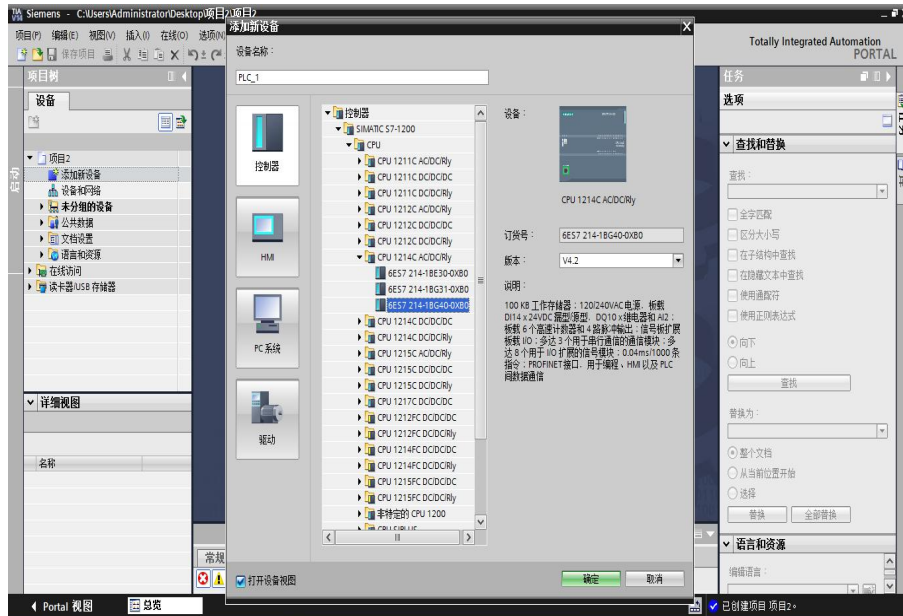 Siemens - C:\Users\Administrator\Desktop\项目2\项目2
项目(P) 编辑(E) 视图(V) 插入(I) 在线(O) 选项(N)
保存项目
Totally Integrated Automation
PORTAL
项目树
设备
项目2
添加新设备
设备和网络
未分组的设备
公共数据
文档设置
语言和资源
在线访问
读卡器/USB 存储器
详细视图
名称
添加新设备
设备名称：
PLC_1
控制器
HMI
PC 系统
驱动
控制器
SIMATIC S7-1200
CPU
CPU 1211C AC/DC/Rly
CPU 1211C DC/DC/DC
CPU 1211C DC/DC/Rly
CPU 1212C AC/DC/Rly
CPU 1212C DC/DC/DC
CPU 1212C DC/DC/Rly
CPU 1214C AC/DC/Rly
6ES7 214-1BE30-0XB0
6ES7 214-1BG31-0XB0
6ES7 214-1BG40-0XB0
CPU 1214C DC/DC/DC
CPU 1214C DC/DC/Rly
CPU 1215C AC/DC/Rly
CPU 1215C DC/DC/DC
CPU 1215C DC/DC/Rly
CPU 1217C DC/DC/DC
CPU 1212FC DC/DC/DC
CPU 1212FC DC/DC/Rly
CPU 1214FC DC/DC/DC
CPU 1214FC DC/DC/Rly
CPU 1215FC DC/DC/DC
CPU 1215FC DC/DC/Rly
非特定的 CPU 1200
CPU SIPLUS
设备：
CPU 1214C AC/DC/Rly
订货号：
6ES7 214-1BG40-0XB0
版本：
V4.2
说明：
100 KB 工作存储器；120/240VAC 电源，板载
DI14 x 24VDC 漏型/源型，DQ10 x 继电器和 AI2；
板载 6 个高速计数器和 4 路脉冲输出；信号板扩展
板载 I/O；多达 3 个用于串行通信的通信模块；多
达 8 个用于 I/O 扩展的信号模块；0.04ms/1000 条
指令；PROFINET 接口，用于编程、HMI 以及 PLC
间数据通信
打开设备视图
确定
取消
常规
任务
选项
查找和替换
查找：
全字匹配
区分大小写
在子结构中查找
在隐藏文本中查找
使用通配符
使用正则表达式
向下
向上
查找
替换为：
整个文档
从当前位置开始
选择
替换
全部替换
语言和资源
编辑语言：
Portal 视图
总览
已创建项目 项目2。